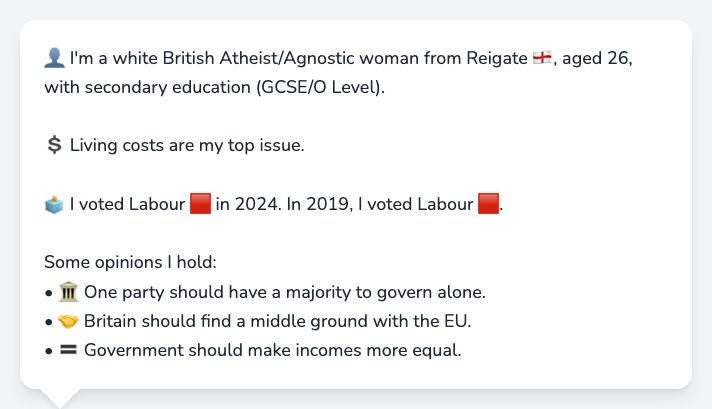 👤 I'm a white British Atheist/Agnostic woman from Reigate 🏴󠁧󠁢󠁥󠁮󠁧󠁿, aged 26,
with secondary education (GCSE/O Level).
💲 Living costs are my top issue.
🗳️ I voted Labour 🟥 in 2024. In 2019, I voted Labour 🟥.
Some opinions I hold:
• 🏛️ One party should have a majority to govern alone.
• 🤝 Britain should find a middle ground with the EU.
• 🟰 Government should make incomes more equal.